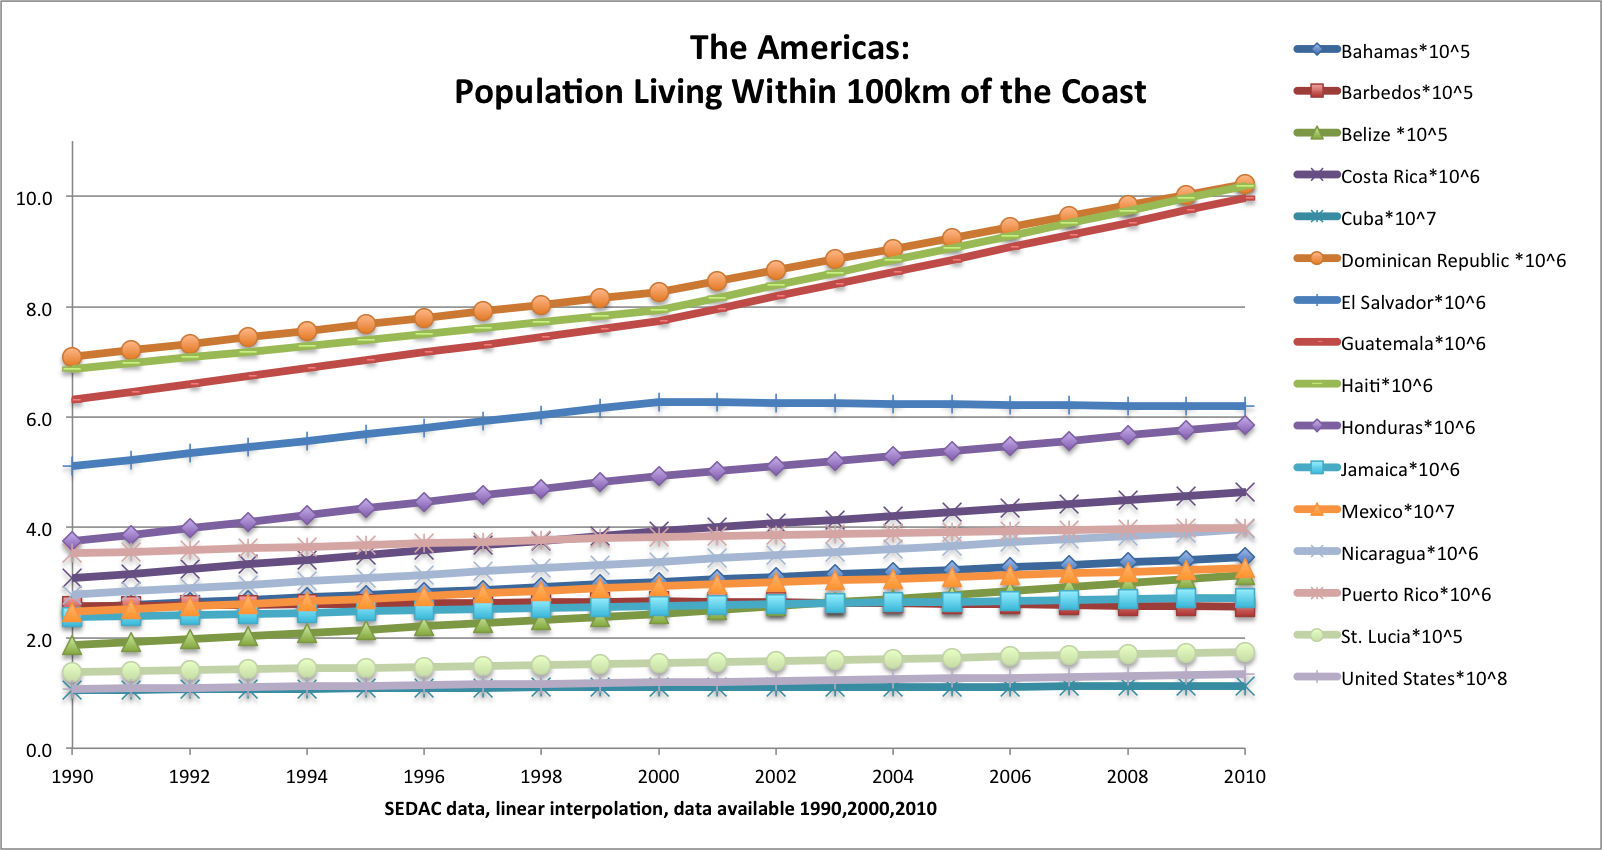 The Americas:
Population Living Within 100km of the Coast
10.0
8.0
6.0
4.0
2.0
0.0
1990 1992 1994 1996 1998 2000 2002 2004 2006 2008 2010
SEDAC data, linear interpolation, data available 1990,2000,2010
Bahamas*10^5
Barbedos*10^5
Belize *10^5
Costa Rica*10^6
Cuba*10^7
Dominican Republic *10^6
El Salvador*10^6
Guatemala*10^6
Haiti*10^6
Honduras*10^6
Jamaica*10^6
Mexico*10^7
Nicaragua*10^6
Puerto Rico*10^6
St. Lucia*10^5
United States*10^8